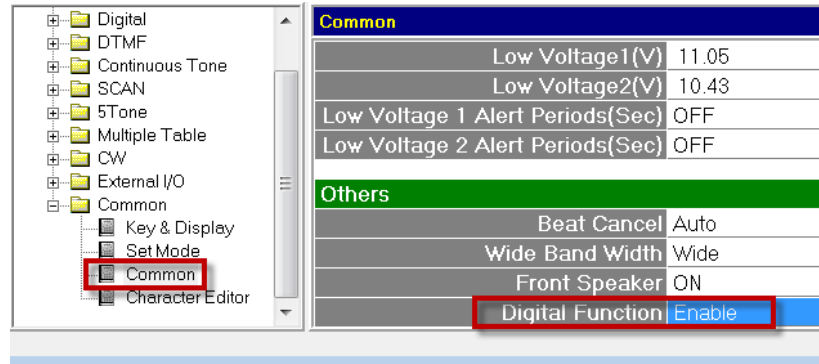 Digital
DTMF
Continuous Tone
SCAN
5Tone
Multiple Table
CW
External I/O
Common
Key & Display
Set Mode
Common
Character Editor
Common
Low Voltage1(V) 11.05
Low Voltage2(V) 10.43
Low Voltage 1 Alert Periods(Sec) OFF
Low Voltage 2 Alert Periods(Sec) OFF
Others
Beat Cancel Auto
Wide Band Width Wide
Front Speaker ON
Digital Function Enable